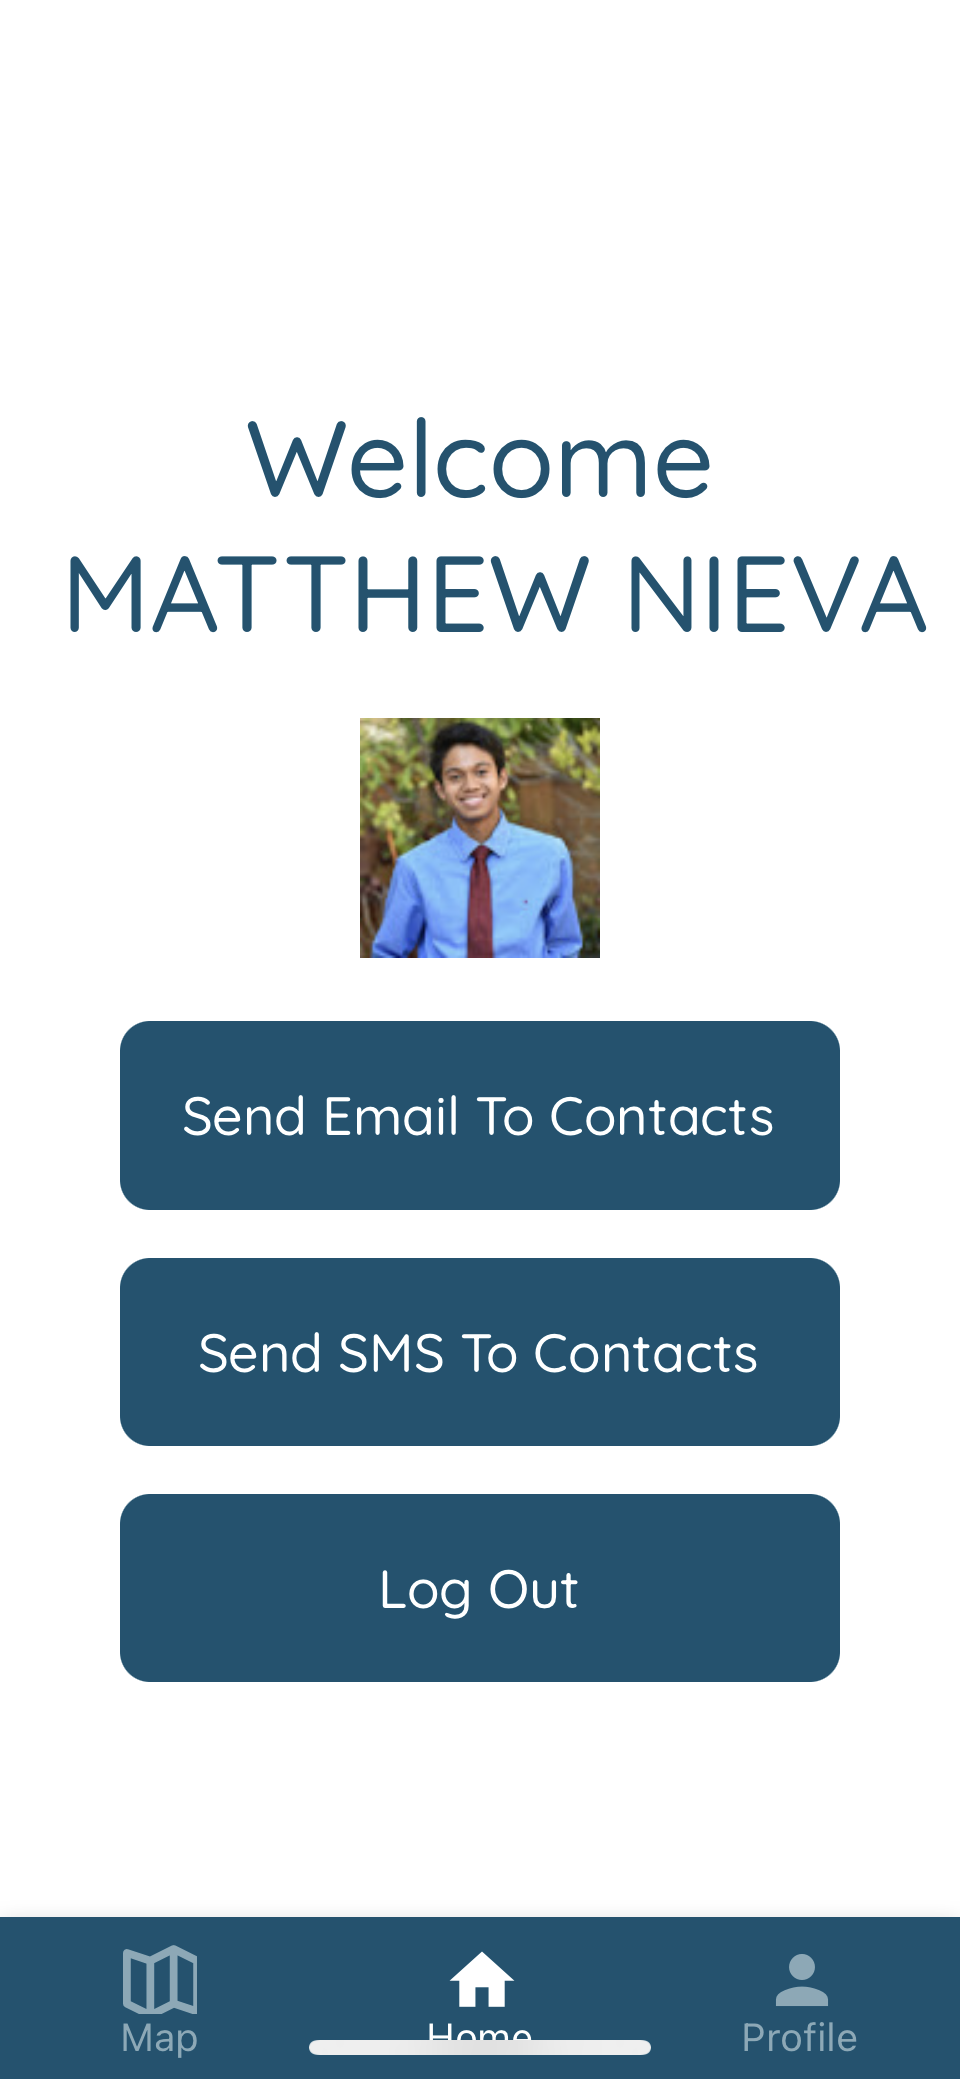 Welcome
MATTHEW NIEVA
Send Email To Contacts
Send SMS To Contacts
Log Out
Map
Home
Profile